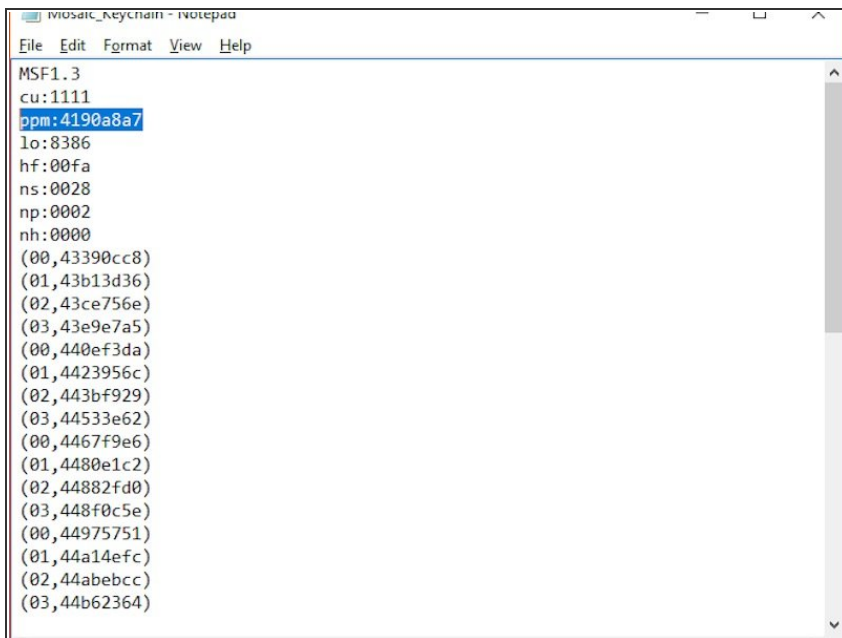 Mosaic_Keychain - Notepad
File Edit Format View Help
MSF1.3
cu:1111
ppm:4190a8a7
lo:8386
hf:00fa
ns:0028
np:0002
nh:0000
(00,43390cc8)
(01,43b13d36)
(02,43ce756e)
(03,43e9e7a5)
(00,440ef3da)
(01,4423956c)
(02,443bf929)
(03,44533e62)
(00,4467f9e6)
(01,4480e1c2)
(02,44882fd0)
(03,448f0c5e)
(00,44975751)
(01,44a14efc)
(02,44abebcc)
(03,44b62364)